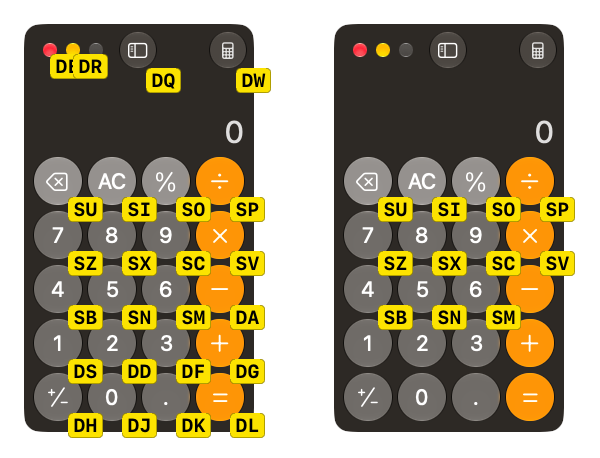 DR
DQ DW
0 0
AC % ÷ AC % ÷
SU SI SO SP SU SI SO SP
7 8 9 × 7 8 9 ×
SZ SX SC SV SZ SX SC SV
4 5 6 − 4 5 6 −
SB SN SM DA SB SN SM
1 2 3 + 1 2 3 +
DS DD DF DG
+/− 0 . = +/− 0 . =
DH DJ DK DL